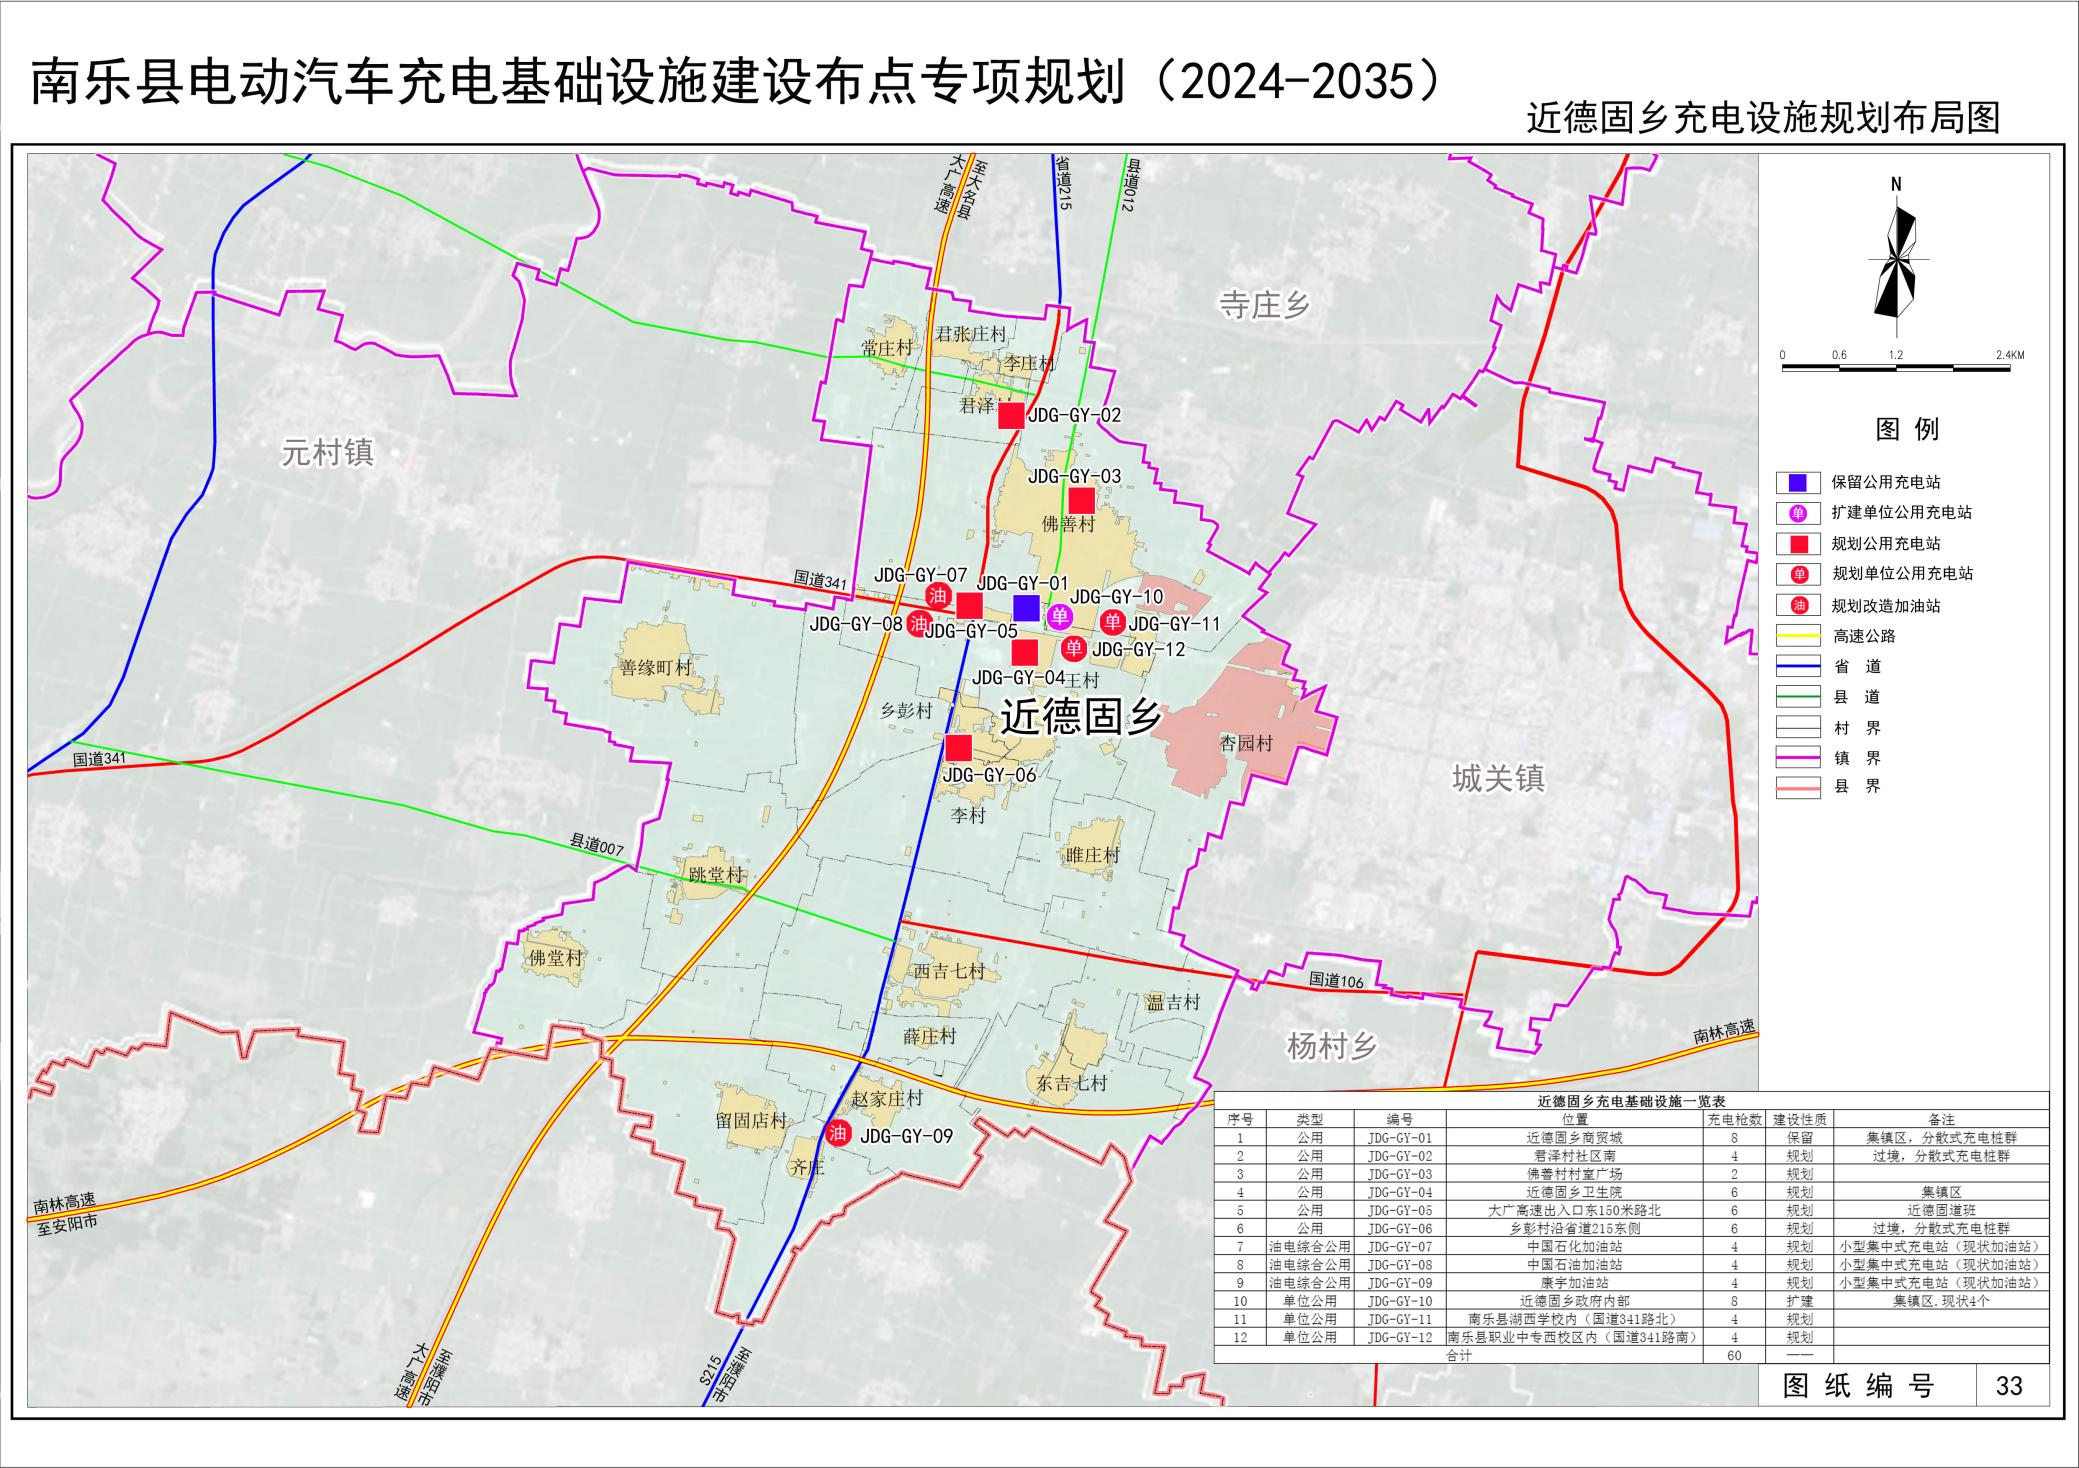 南乐县电动汽车充电基础设施建设布点专项规划（2024-2035）
近德固乡充电设施规划布局图
至大名县
大广高速
省道215
县道012
N
0 0.6 1.2 2.4KM
寺庄乡
君张庄村
常庄村
李庄村
君泽
JDG-GY-02
元村镇
图 例
保留公用充电站
单 扩建单位公用充电站
规划公用充电站
单 规划单位公用充电站
油 规划改造加油站
高速公路
省 道
县 道
村 界
镇 界
县 界
JDG-GY-03
佛善村
国道341
JDG-GY-07
油
JDG-GY-01
JDG-GY-10
单
JDG-GY-08
油
JDG-GY-05
单
JDG-GY-11
单
JDG-GY-12
JDG-GY-04
王村
善缘町村
乡彭村
近德固乡
杏园村
国道341
JDG-GY-06
城关镇
李村
县道007
睢庄村
跳堂村
佛堂村
西吉七村
国道106
温吉村
薛庄村
杨村乡
南林高速
东吉七村
赵家庄村
留固店村
油
JDG-GY-09
齐庄
南林高速
至安阳市
至濮阳市
大广高速
S215
至濮阳市
近德固乡充电基础设施一览表
序号 类型 编号 位置 充电枪数 建设性质 备注
1 公用 JDG-GY-01 近德固乡商贸城 8 保留 集镇区，分散式充电桩群
2 公用 JDG-GY-02 君泽村社区南 4 规划 过境，分散式充电桩群
3 公用 JDG-GY-03 佛善村村室广场 2 规划
4 公用 JDG-GY-04 近德固乡卫生院 6 规划 集镇区
5 公用 JDG-GY-05 大广高速出入口东150米路北 6 规划 近德固道班
6 公用 JDG-GY-06 乡彭村沿省道215东侧 6 规划 过境，分散式充电桩群
7 油电综合公用 JDG-GY-07 中国石化加油站 4 规划 小型集中式充电站（现状加油站）
8 油电综合公用 JDG-GY-08 中国石油加油站 4 规划 小型集中式充电站（现状加油站）
9 油电综合公用 JDG-GY-09 康宇加油站 4 规划 小型集中式充电站（现状加油站）
10 单位公用 JDG-GY-10 近德固乡政府内部 8 扩建 集镇区.现状4个
11 单位公用 JDG-GY-11 南乐县湖西学校内（国道341路北） 4 规划
12 单位公用 JDG-GY-12 南乐县职业中专西校区内（国道341路南） 4 规划
合计 60 ——
图 纸 编 号 33